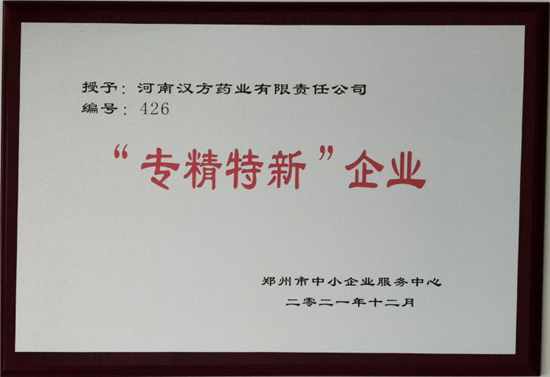 授予：河南汉方药业有限责任公司
编号：426
“专精特新”企业
郑州市中小企业服务中心
二零二一年十二月